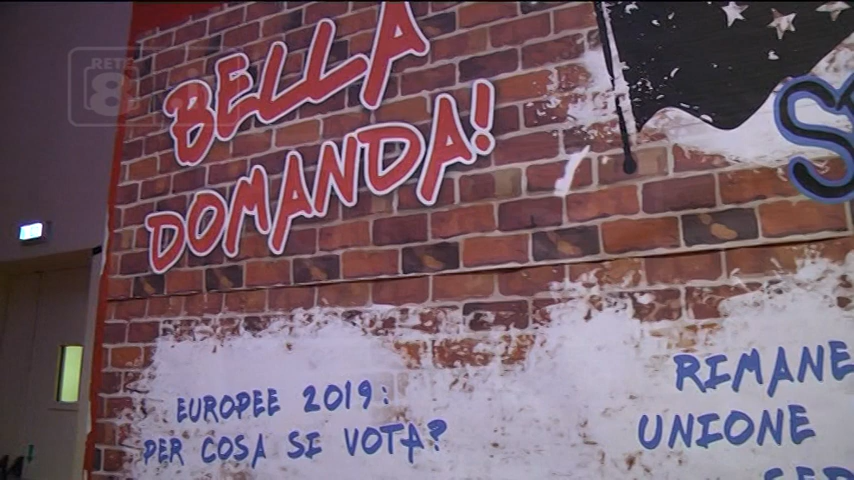 RETE
8
BELLA
DOMANDA!
EUROPEE 2019:
PER COSA SI VOTA?
RIMANE
UNIONE